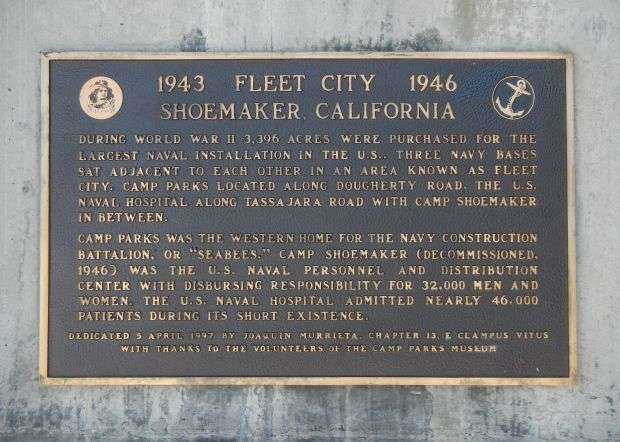 1943 FLEET CITY 1946
SHOEMAKER, CALIFORNIA
DURING WORLD WAR II 3,396 ACRES WERE PURCHASED FOR THE
LARGEST NAVAL INSTALLATION IN THE U.S.. THREE NAVY BASES
SAT ADJACENT TO EACH OTHER IN AN AREA KNOWN AS FLEET
CITY. CAMP PARKS LOCATED ALONG DOUGHERTY ROAD, THE U.S.
NAVAL HOSPITAL ALONG TASSAJARA ROAD WITH CAMP SHOEMAKER
IN BETWEEN.
CAMP PARKS WAS THE WESTERN HOME FOR THE NAVY CONSTRUCTION
BATTALION, OR "SEABEES." CAMP SHOEMAKER (DECOMMISSIONED,
1946) WAS THE U.S. NAVAL PERSONNEL AND DISTRIBUTION
CENTER WITH DISBURSING RESPONSIBILITY FOR 32,000 MEN AND
WOMEN. THE U.S. NAVAL HOSPITAL ADMITTED NEARLY 46,000
PATIENTS DURING ITS SHORT EXISTENCE.
DEDICATED 5 APRIL 1997 BY JOAQUIN MURRIETA, CHAPTER 13, E CLAMPUS VITUS
WITH THANKS TO THE VOLUNTEERS OF THE CAMP PARKS MUSEUM